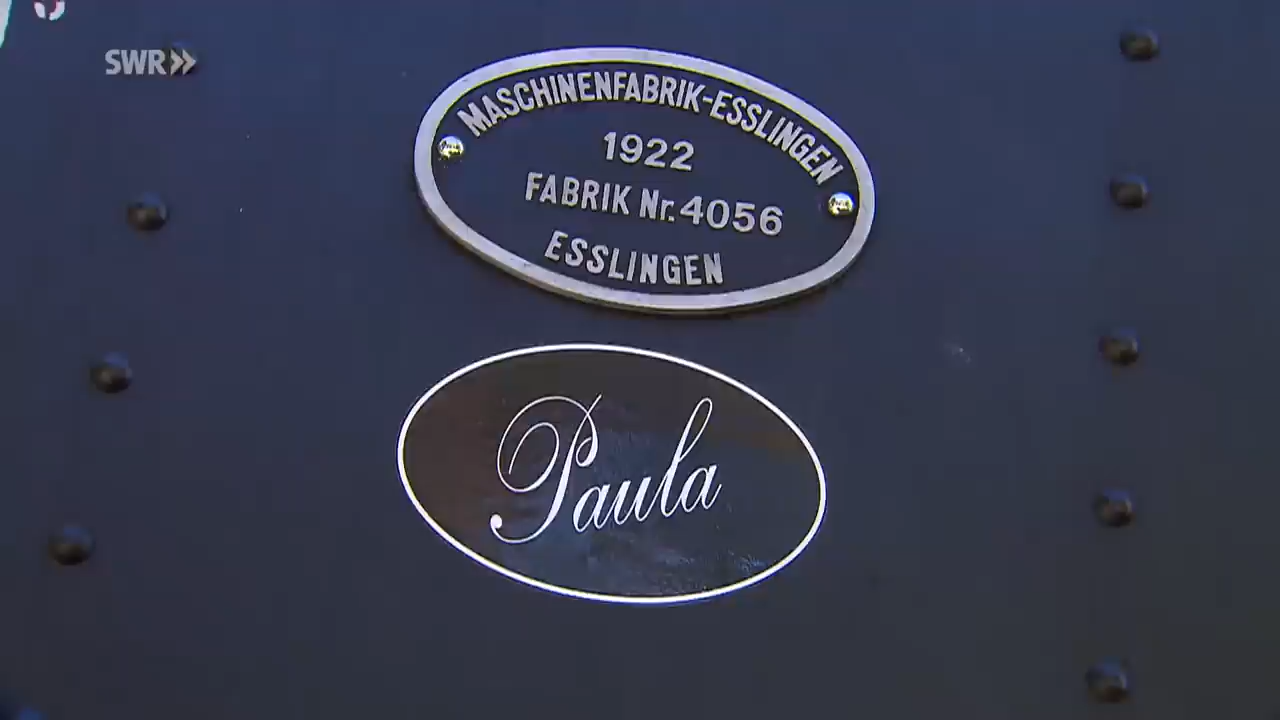 SWR»
MASCHINENFABRIK-ESSLINGEN
1922
FABRIK Nr. 4056
ESSLINGEN
Paula